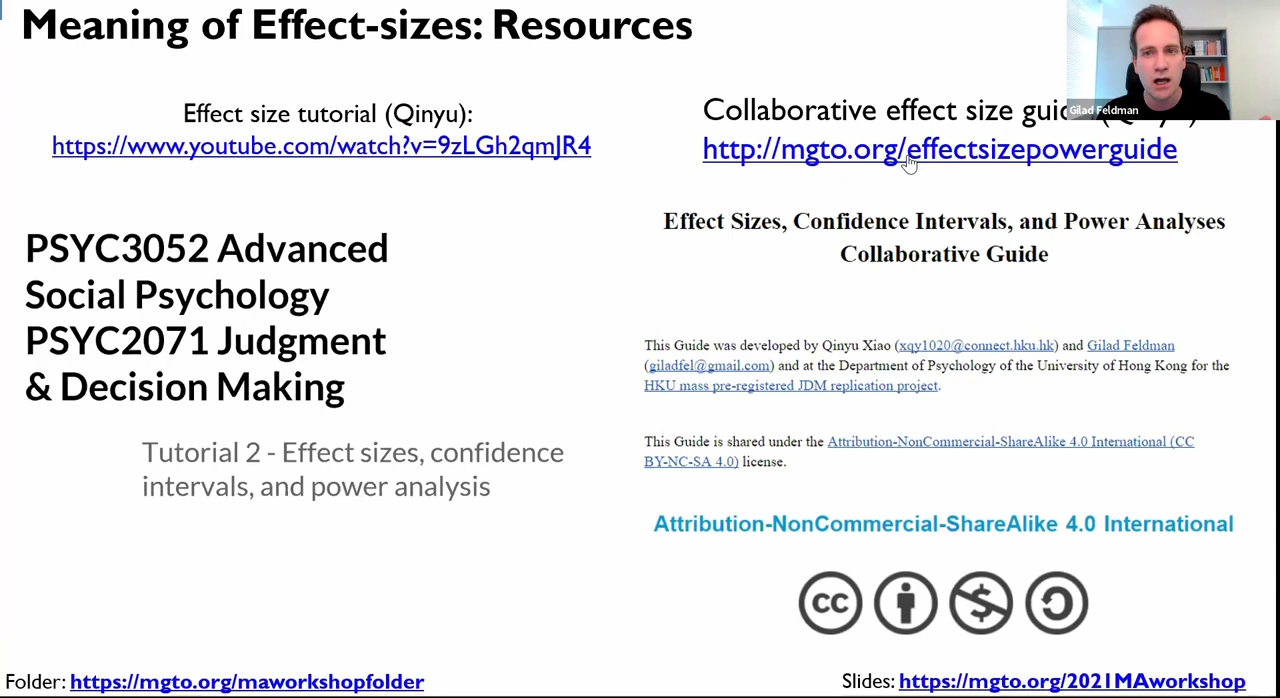 Meaning of Effect-sizes: Resources
Gilad Feldman
Effect size tutorial (Qinyu):
https://www.youtube.com/watch?v=9zLGh2qmJR4
Collaborative effect size
http://mgto.org/effectsizepowerguide
PSYC3052 Advanced
Social Psychology
PSYC2071 Judgment
& Decision Making
Tutorial 2 - Effect sizes, confidence
intervals, and power analysis
Effect Sizes, Confidence Intervals, and Power Analyses
Collaborative Guide
This Guide was developed by Qinyu Xiao (xqy1020@connect.hku.hk) and Gilad Feldman
(giladfel@gmail.com) and at the Department of Psychology of the University of Hong Kong for the
HKU mass pre-registered JDM replication project.
This Guide is shared under the Attribution-NonCommercial-ShareAlike 4.0 International (CC
BY-NC-SA 4.0) license.
Attribution-NonCommercial-ShareAlike 4.0 International
cc
Folder: https://mgto.org/maworkshopfolder
Slides: https://mgto.org/2021MAworkshop